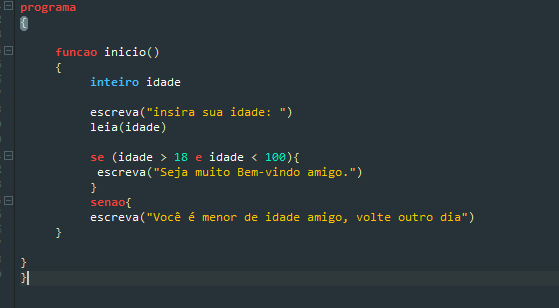 programa
{
funcao inicio()
{
inteiro idade
escreva("insira sua idade: ")
leia(idade)
se (idade > 18 e idade < 100){
escreva("Seja muito Bem-vindo amigo.")
}
senao{
escreva("Você é menor de idade amigo, volte outro dia")
}
}
}